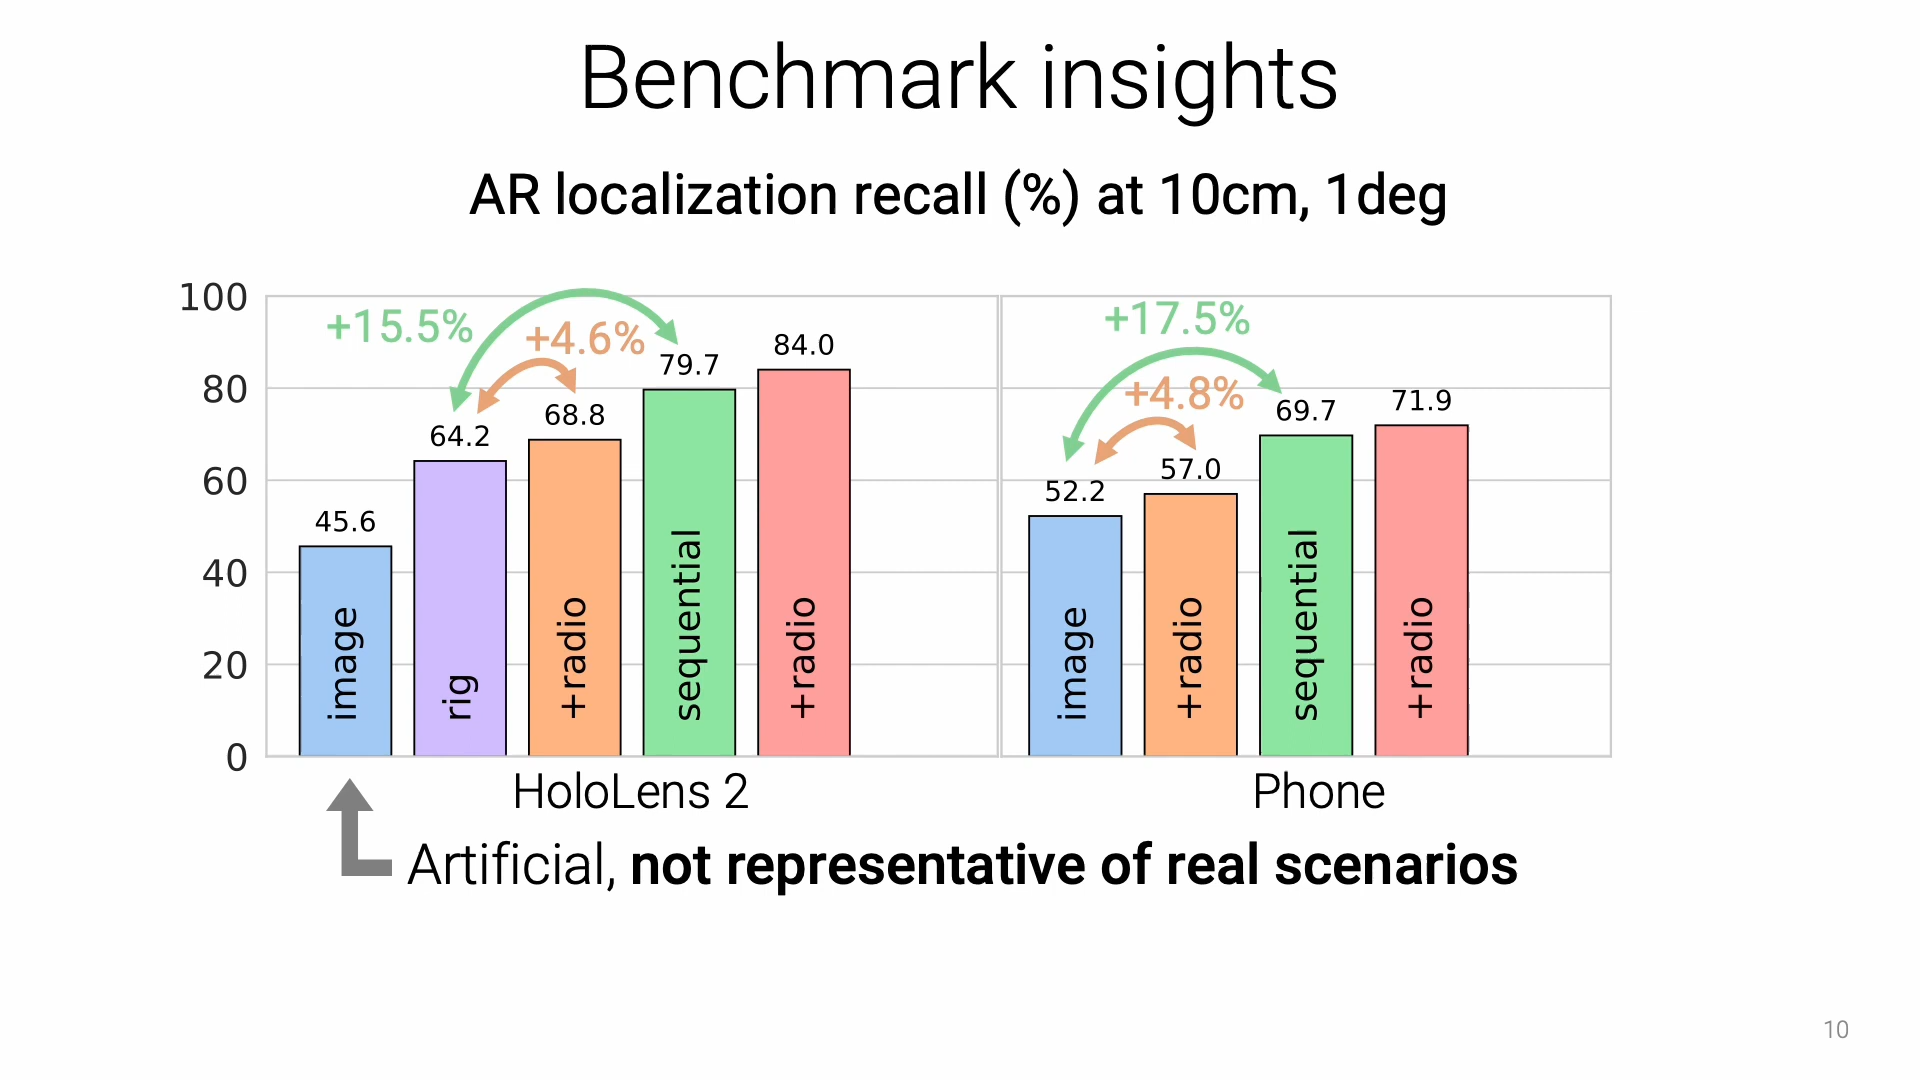 Benchmark insights
AR localization recall (%) at 10cm, 1deg
100
80
60
40
20
0
+15.5%
+4.6%
45.6
64.2
68.8
79.7
84.0
image
rig
+radio
sequential
+radio
HoloLens 2
+17.5%
+4.8%
52.2
57.0
69.7
71.9
image
+radio
sequential
+radio
Phone
Artificial, not representative of real scenarios
10